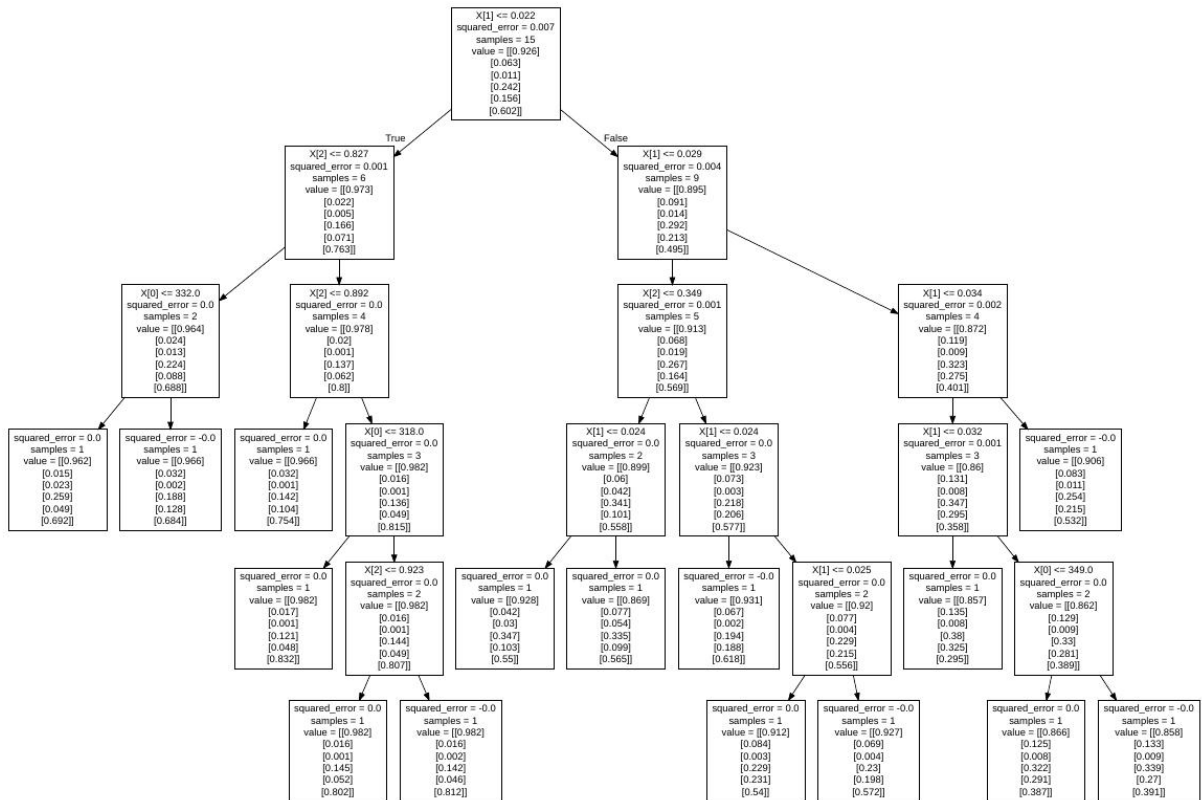 X[1] <= 0.022
squared_error = 0.007
samples = 15
value = [[0.926]
[0.063]
[0.011]
[0.242]
[0.156]
[0.602]]
True
False
X[2] <= 0.827
squared_error = 0.001
samples = 6
value = [[0.973]
[0.022]
[0.005]
[0.166]
[0.071]
[0.763]]
X[1] <= 0.029
squared_error = 0.004
samples = 9
value = [[0.895]
[0.091]
[0.014]
[0.292]
[0.213]
[0.495]]
X[0] <= 332.0
squared_error = 0.0
samples = 2
value = [[0.964]
[0.024]
[0.013]
[0.224]
[0.088]
[0.688]]
X[2] <= 0.892
squared_error = 0.0
samples = 4
value = [[0.978]
[0.02]
[0.001]
[0.137]
[0.062]
[0.8]]
X[2] <= 0.349
squared_error = 0.001
samples = 5
value = [[0.913]
[0.068]
[0.019]
[0.267]
[0.164]
[0.569]]
X[1] <= 0.034
squared_error = 0.002
samples = 4
value = [[0.872]
[0.119]
[0.009]
[0.323]
[0.275]
[0.401]]
squared_error = 0.0
samples = 1
value = [[0.962]
[0.015]
[0.023]
[0.259]
[0.049]
[0.692]]
squared_error = -0.0
samples = 1
value = [[0.966]
[0.032]
[0.002]
[0.188]
[0.128]
[0.684]]
squared_error = 0.0
samples = 1
value = [[0.966]
[0.032]
[0.001]
[0.142]
[0.104]
[0.754]]
X[0] <= 318.0
squared_error = 0.0
samples = 3
value = [[0.982]
[0.016]
[0.001]
[0.136]
[0.049]
[0.815]]
X[1] <= 0.024
squared_error = 0.0
samples = 2
value = [[0.899]
[0.06]
[0.042]
[0.341]
[0.101]
[0.558]]
X[1] <= 0.024
squared_error = 0.0
samples = 3
value = [[0.923]
[0.073]
[0.003]
[0.218]
[0.206]
[0.577]]
X[1] <= 0.032
squared_error = 0.001
samples = 3
value = [[0.86]
[0.131]
[0.008]
[0.347]
[0.295]
[0.358]]
squared_error = -0.0
samples = 1
value = [[0.906]
[0.083]
[0.011]
[0.254]
[0.215]
[0.532]]
squared_error = 0.0
samples = 1
value = [[0.982]
[0.017]
[0.001]
[0.121]
[0.048]
[0.832]]
X[2] <= 0.923
squared_error = 0.0
samples = 2
value = [[0.982]
[0.016]
[0.001]
[0.144]
[0.049]
[0.807]]
squared_error = 0.0
samples = 1
value = [[0.928]
[0.042]
[0.03]
[0.347]
[0.103]
[0.55]]
squared_error = 0.0
samples = 1
value = [[0.869]
[0.077]
[0.054]
[0.335]
[0.099]
[0.565]]
squared_error = -0.0
samples = 1
value = [[0.931]
[0.067]
[0.002]
[0.194]
[0.188]
[0.618]]
X[1] <= 0.025
squared_error = 0.0
samples = 2
value = [[0.92]
[0.077]
[0.004]
[0.229]
[0.215]
[0.556]]
squared_error = 0.0
samples = 1
value = [[0.857]
[0.135]
[0.008]
[0.38]
[0.325]
[0.295]]
X[0] <= 349.0
squared_error = 0.0
samples = 2
value = [[0.862]
[0.129]
[0.009]
[0.33]
[0.281]
[0.389]]
squared_error = 0.0
samples = 1
value = [[0.982]
[0.016]
[0.001]
[0.145]
[0.052]
[0.802]]
squared_error = -0.0
samples = 1
value = [[0.982]
[0.016]
[0.002]
[0.142]
[0.046]
[0.812]]
squared_error = 0.0
samples = 1
value = [[0.912]
[0.084]
[0.003]
[0.229]
[0.231]
[0.54]]
squared_error = -0.0
samples = 1
value = [[0.927]
[0.069]
[0.004]
[0.23]
[0.198]
[0.572]]
squared_error = 0.0
samples = 1
value = [[0.866]
[0.125]
[0.008]
[0.322]
[0.291]
[0.387]]
squared_error = -0.0
samples = 1
value = [[0.858]
[0.133]
[0.009]
[0.339]
[0.27]
[0.391]]